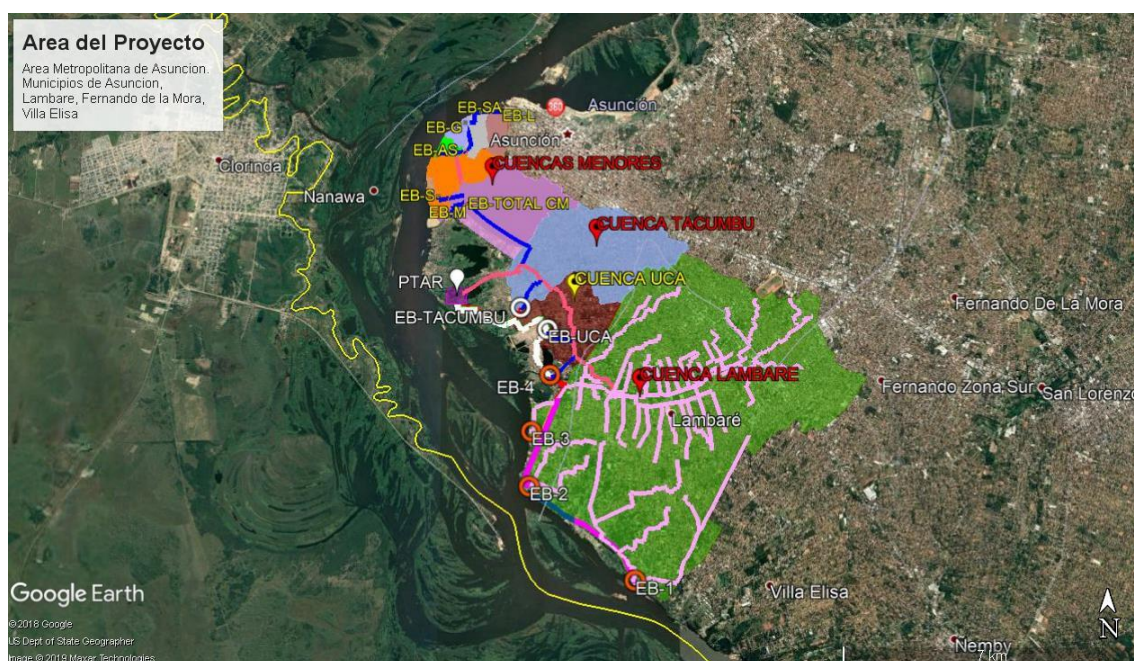 Area del Proyecto
Area Metropolitana de Asuncion.
Municipios de Asuncion,
Lambare, Fernando de la Mora,
Villa Elisa
EB-SA
EB-L
360
Asunción
EB-G
Asunción
EB-AS
CUENCAS MENORES
Clorinda
Nanawa
EB-S
EB-TOTAL CM
EB-M
CUENCA TACUMBU
PTAR
CUENCA UCA
Fernando De La Mora
EB-TACUMBU
EB-UCA
EB-4
CUENCA LAMBARE
Fernando Zona Sur
San Lorenzo
Lambaré
EB-3
EB-2
EB-1
Villa Elisa
Google Earth
©2018 Google
US Dept of State Geographer
Image © 2019 Maxar Technologies
N
Nemby
7 km